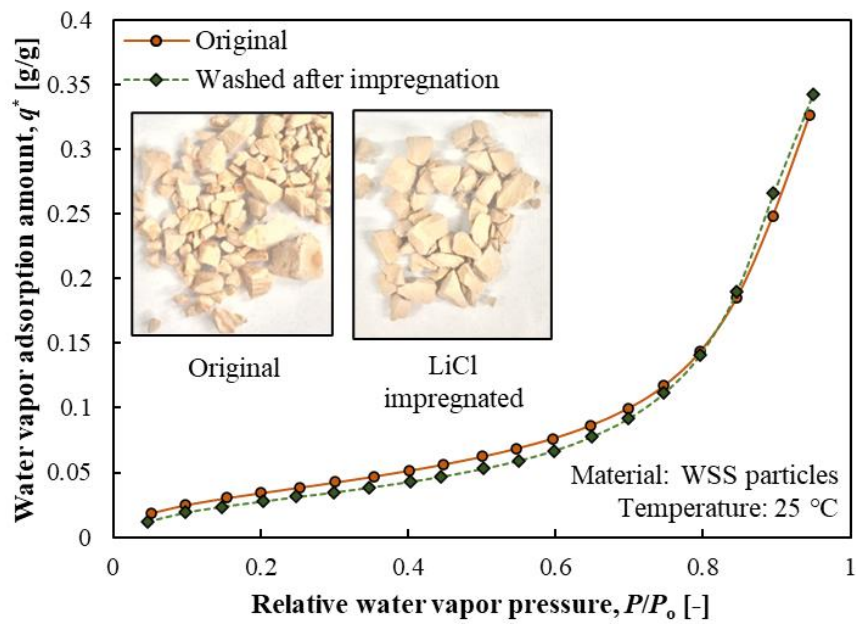 Water vapor adsorption amount, q* [g/g]
0.4
0.35
0.3
0.25
0.2
0.15
0.1
0.05
0
Original
Washed after impregnation
Original
LiCl
impregnated
Material: WSS particles
Temperature: 25 °C
0
0.2
0.4
0.6
0.8
1
Relative water vapor pressure, P/Po [-]